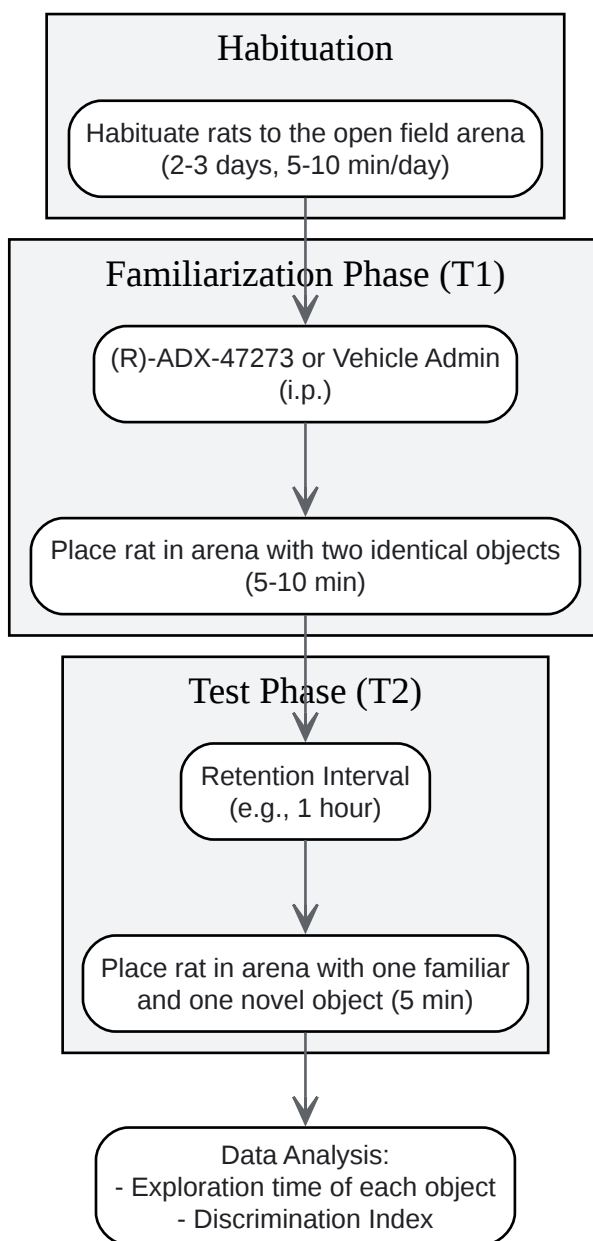 Habituation
Habituate rats to the open field arena
(2-3 days, 5-10 min/day)
Familiarization Phase (T1)
(R)-ADX-47273 or Vehicle Admin
(i.p.)
Place rat in arena with two identical objects
(5-10 min)
Test Phase (T2)
Retention Interval
(e.g., 1 hour)
Place rat in arena with one familiar
and one novel object (5 min)
Data Analysis:
- Exploration time of each object
- Discrimination Index